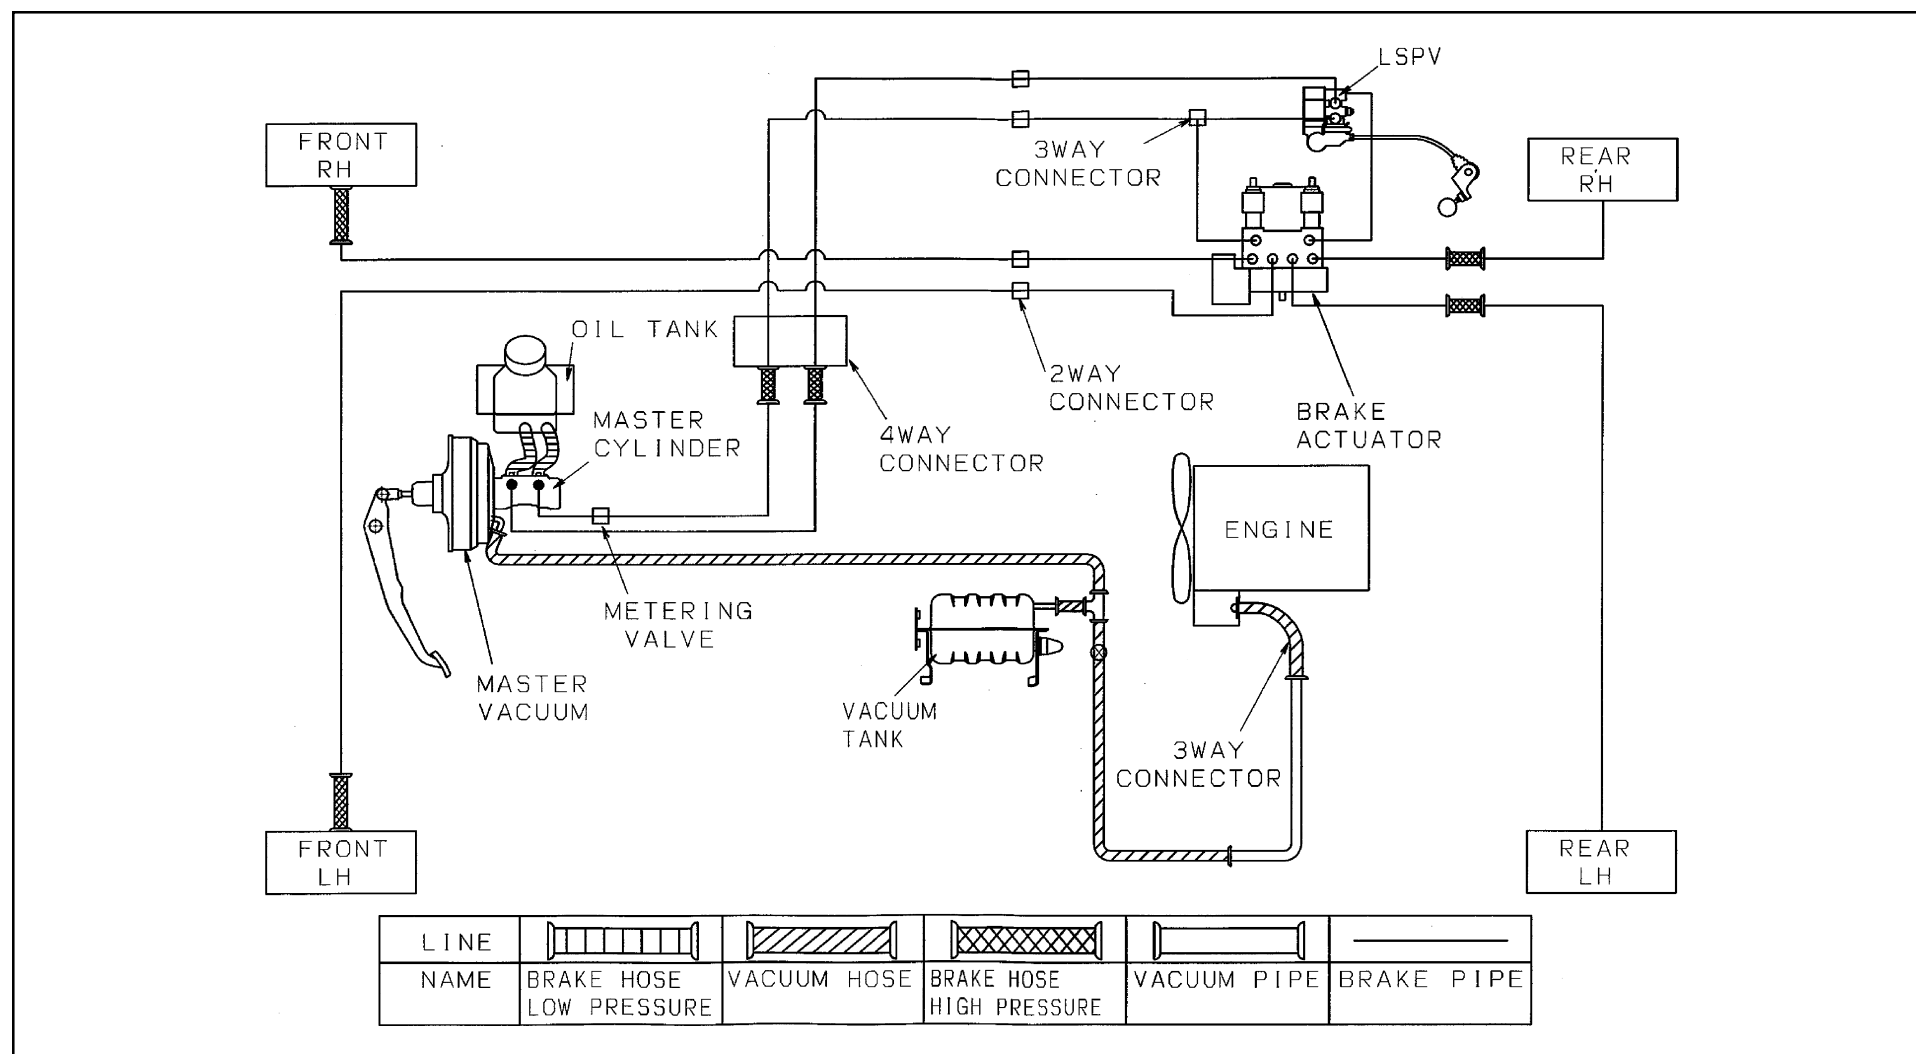 LSPV
FRONT
RH
3WAY
CONNECTOR
REAR
RH
OIL TANK
2WAY
CONNECTOR
MASTER
CYLINDER
4WAY
CONNECTOR
BRAKE
ACTUATOR
ENGINE
METERING
VALVE
MASTER
VACUUM
VACUUM
TANK
3WAY
CONNECTOR
FRONT
LH
REAR
LH
LINE
NAME
BRAKE HOSE
LOW PRESSURE
VACUUM HOSE
BRAKE HOSE
HIGH PRESSURE
VACUUM PIPE
BRAKE PIPE